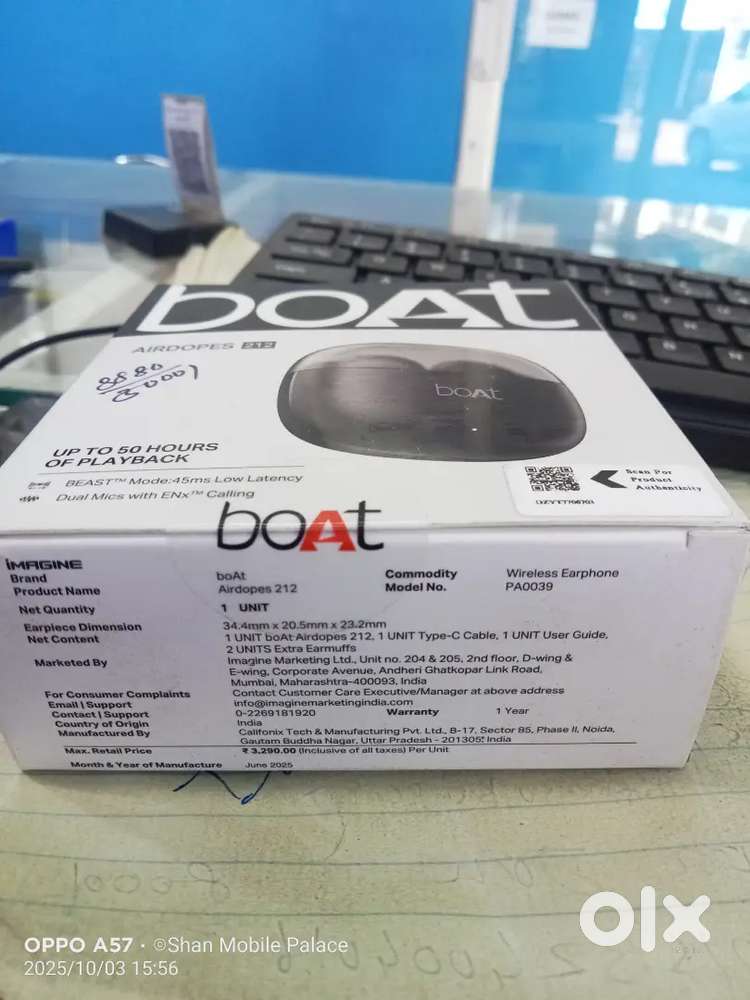 boAt
AIRDOPES 212
8880
30001
UP TO 50 HOURS
OF PLAYBACK
BEAST™ Mode:45ms Low Latency
Dual Mics with ENx™ Calling
boAt
Scan For
Product
Authenticity
boAt
iMAGINE
Brand boAt Commodity Wireless Earphone
Product Name Airdopes 212 Model No. PA0039
Net Quantity 1 UNIT
Earpiece Dimension 34.4mm x 20.5mm x 23.2mm
Net Content 1 UNIT boAt Airdopes 212, 1 UNIT Type-C Cable, 1 UNIT User Guide,
2 UNITS Extra Earmuffs
Marketed By Imagine Marketing Ltd., Unit no. 204 & 205, 2nd floor, D-wing &
E-wing, Corporate Avenue, Andheri Ghatkopar Link Road,
Mumbai, Maharashtra-400093, India
For Consumer Complaints Contact Customer Care Executive/Manager at above address
Email | Support info@imaginemarketingindia.com
Contact | Support 0-2269181920 Warranty 1 Year
Country of Origin India
Manufactured By Califonix Tech & Manufacturing Pvt. Ltd., B-17, Sector 85, Phase II, Noida,
Gautam Buddha Nagar, Uttar Pradesh - 201305 India
Max. Retail Price ₹ 3,290.00 (Inclusive of all taxes) Per Unit
Month & Year of Manufacture June 2025
OPPO A57 · ©Shan Mobile Palace
2025/10/03 15:56
olx